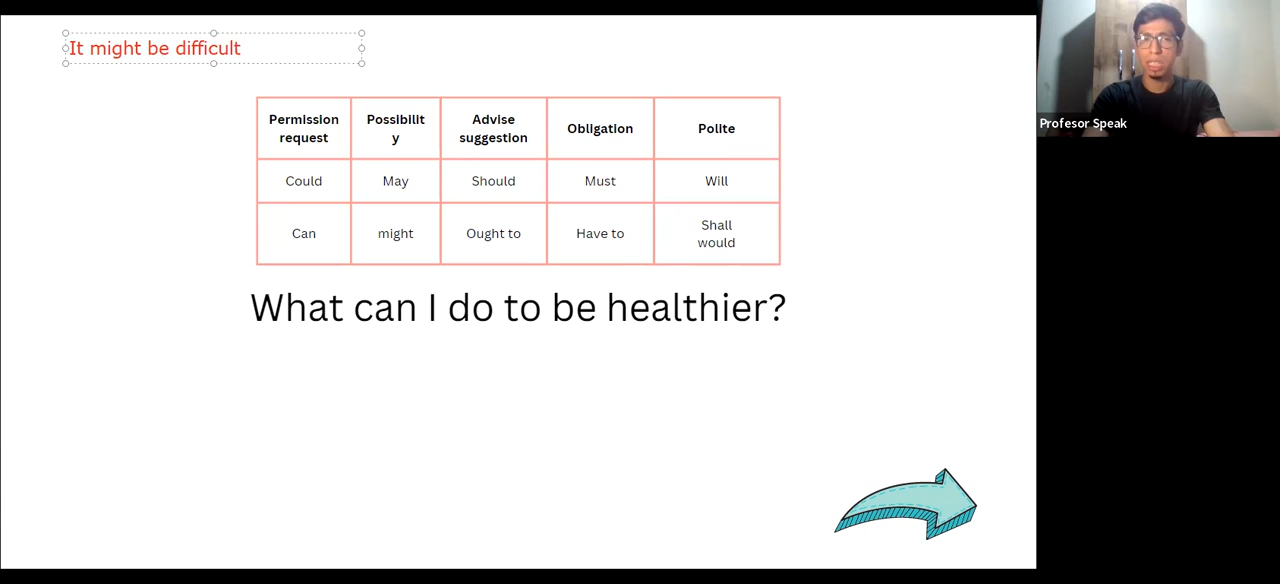 It might be difficult
Permission
request
Possibilit
y
Advise
suggestion
Obligation
Polite
Could
May
Should
Must
Will
Can
might
Ought to
Have to
Shall
would
What can I do to be healthier?
Profesor Speak